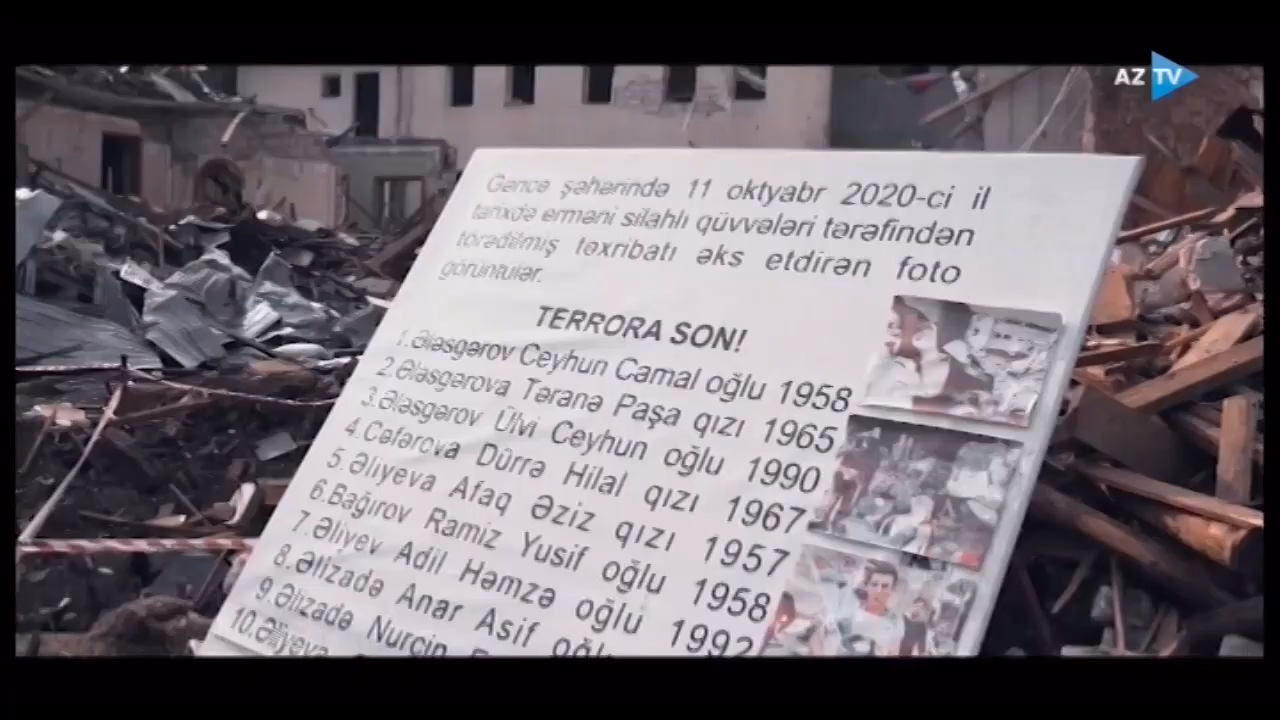 AZTV
Gəncə şəhərində 11 oktyabr 2020-ci il
tarixdə erməni silahlı qüvvələri tərəfindən
törədilmiş təxribatı əks etdirən foto
görüntülər.
TERRORA SON!
1.Ələsgərov Ceyhun Camal oğlu 1958
2.Ələsgərova Təranə Paşa qızı 1965
3.Ələsgərov Ülvi Ceyhun oğlu 1990
4.Cəfərova Dürrə Hilal qızı 1967
5.Əliyeva Afaq Əziz qızı 1957
6.Bağırov Ramiz Yusif oğlu 1958
7.Əliyev Adil Həmzə oğlu 1992
8.Əlizadə Anar Asif oğlu
9.Əlizadə Nurçin
10.Əliyeva